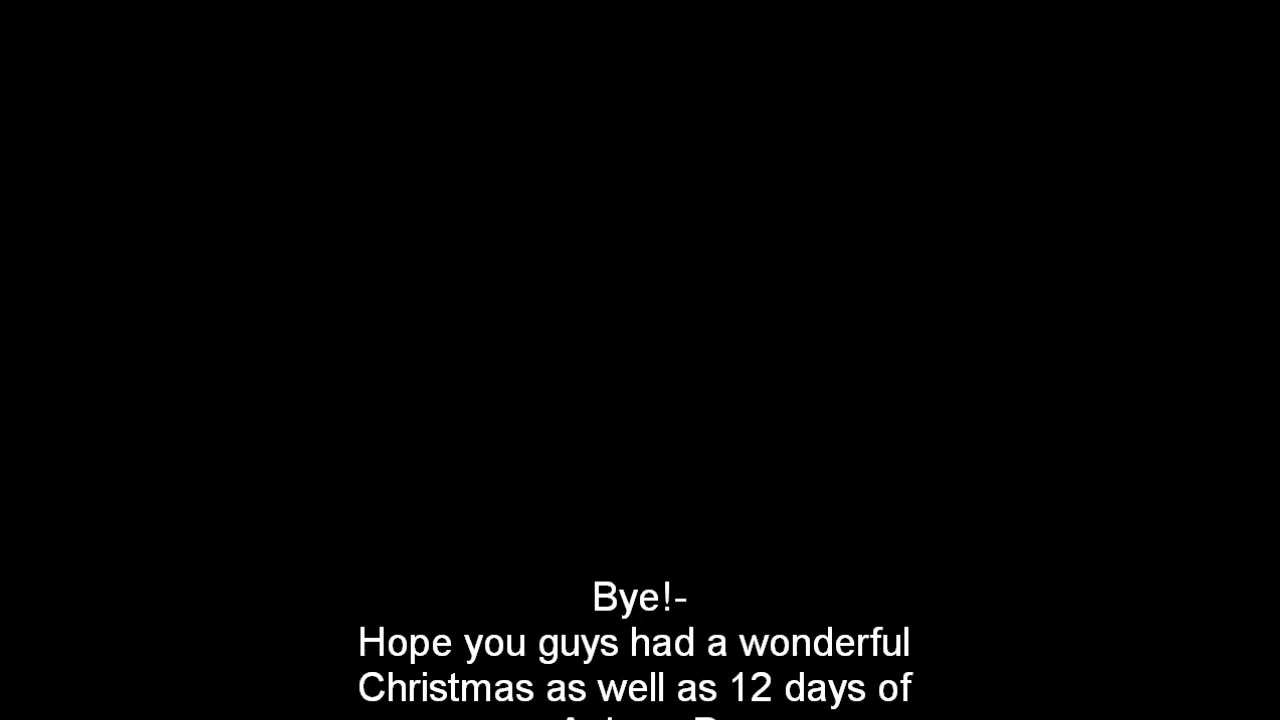 Bye!-
Hope you guys had a wonderful
Christmas as well as 12 days of